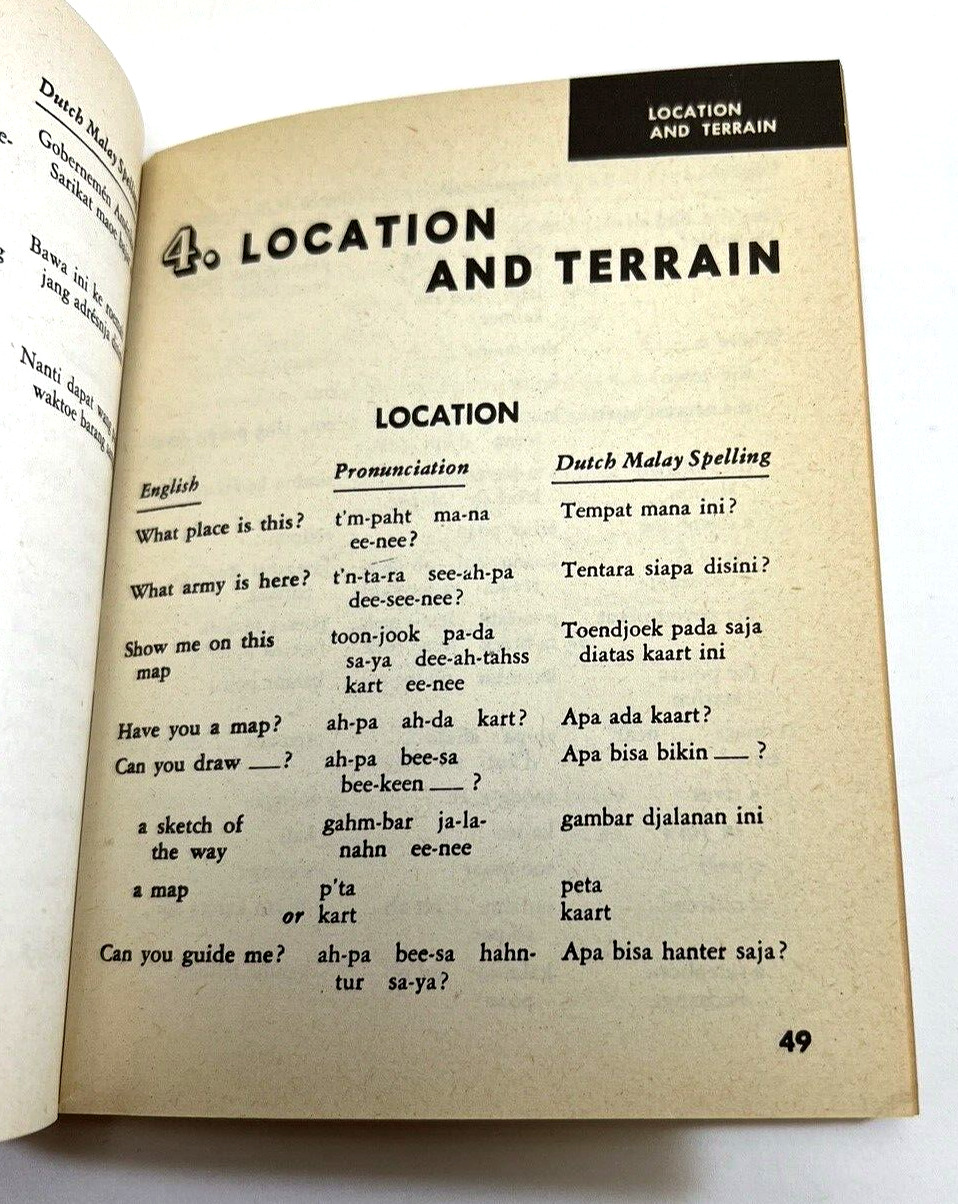 Dutch Malay
Gobernemén
Sarikat maoe
Bawa ini ke
jang adrésnja
Nanti dapat wang
waktoe barang
LOCATION
AND TERRAIN
4. LOCATION
AND TERRAIN
LOCATION
English Pronunciation Dutch Malay Spelling
What place is this? t'm-paht ma-na Tempat mana ini?
ee-nee?
What army is here? t'n-ta-ra see-ah-pa Tentara siapa disini?
dee-see-nee?
Show me on this toon-jook pa-da Toendjoek pada saja
map sa-ya dee-ah-tahss diatas kaart ini
kart ee-nee
Have you a map? ah-pa ah-da kart? Apa ada kaart?
Can you draw ___? ah-pa bee-sa Apa bisa bikin ___ ?
bee-keen ___ ?
a sketch of gahm-bar ja-la- gambar djalanan ini
the way nahn ee-nee
a map p'ta peta
or kart kaart
Can you guide me? ah-pa bee-sa hahn- Apa bisa hanter saja?
tur sa-ya?
49